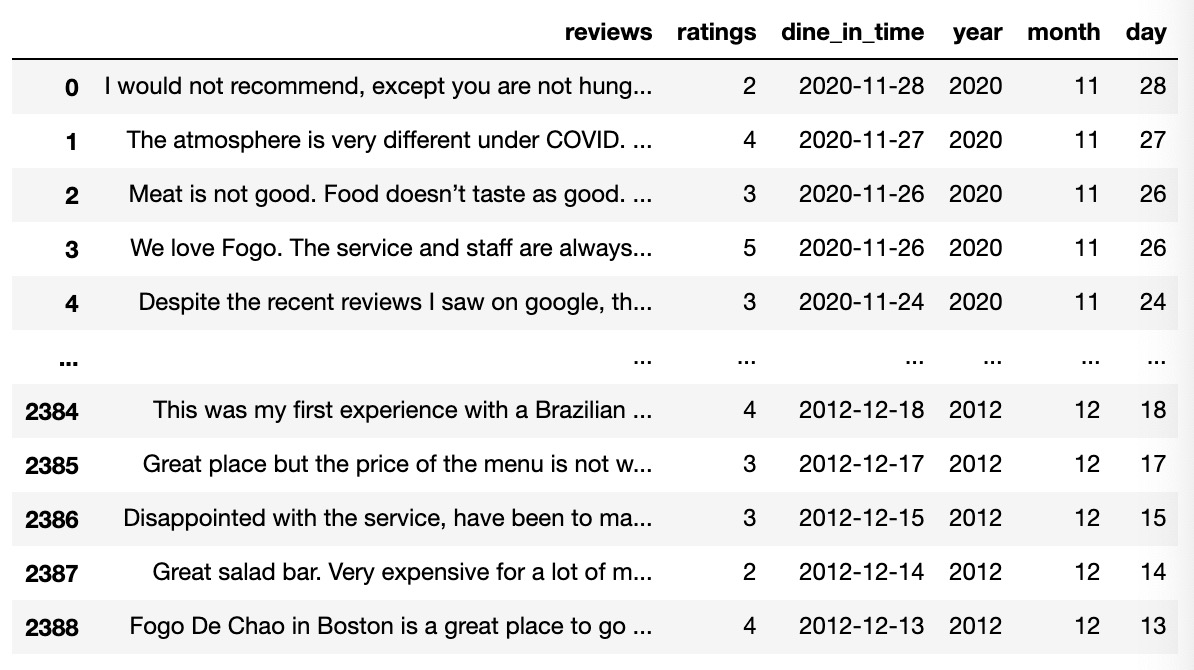 reviews ratings dine_in_time year month day
0 I would not recommend, except you are not hung... 2 2020-11-28 2020 11 28
1 The atmosphere is very different under COVID. ... 4 2020-11-27 2020 11 27
2 Meat is not good. Food doesn’t taste as good. ... 3 2020-11-26 2020 11 26
3 We love Fogo. The service and staff are always... 5 2020-11-26 2020 11 26
4 Despite the recent reviews I saw on google, th... 3 2020-11-24 2020 11 24
... ... ... ... ... ... ...
2384 This was my first experience with a Brazilian ... 4 2012-12-18 2012 12 18
2385 Great place but the price of the menu is not w... 3 2012-12-17 2012 12 17
2386 Disappointed with the service, have been to ma... 3 2012-12-15 2012 12 15
2387 Great salad bar. Very expensive for a lot of m... 2 2012-12-14 2012 12 14
2388 Fogo De Chao in Boston is a great place to go ... 4 2012-12-13 2012 12 13